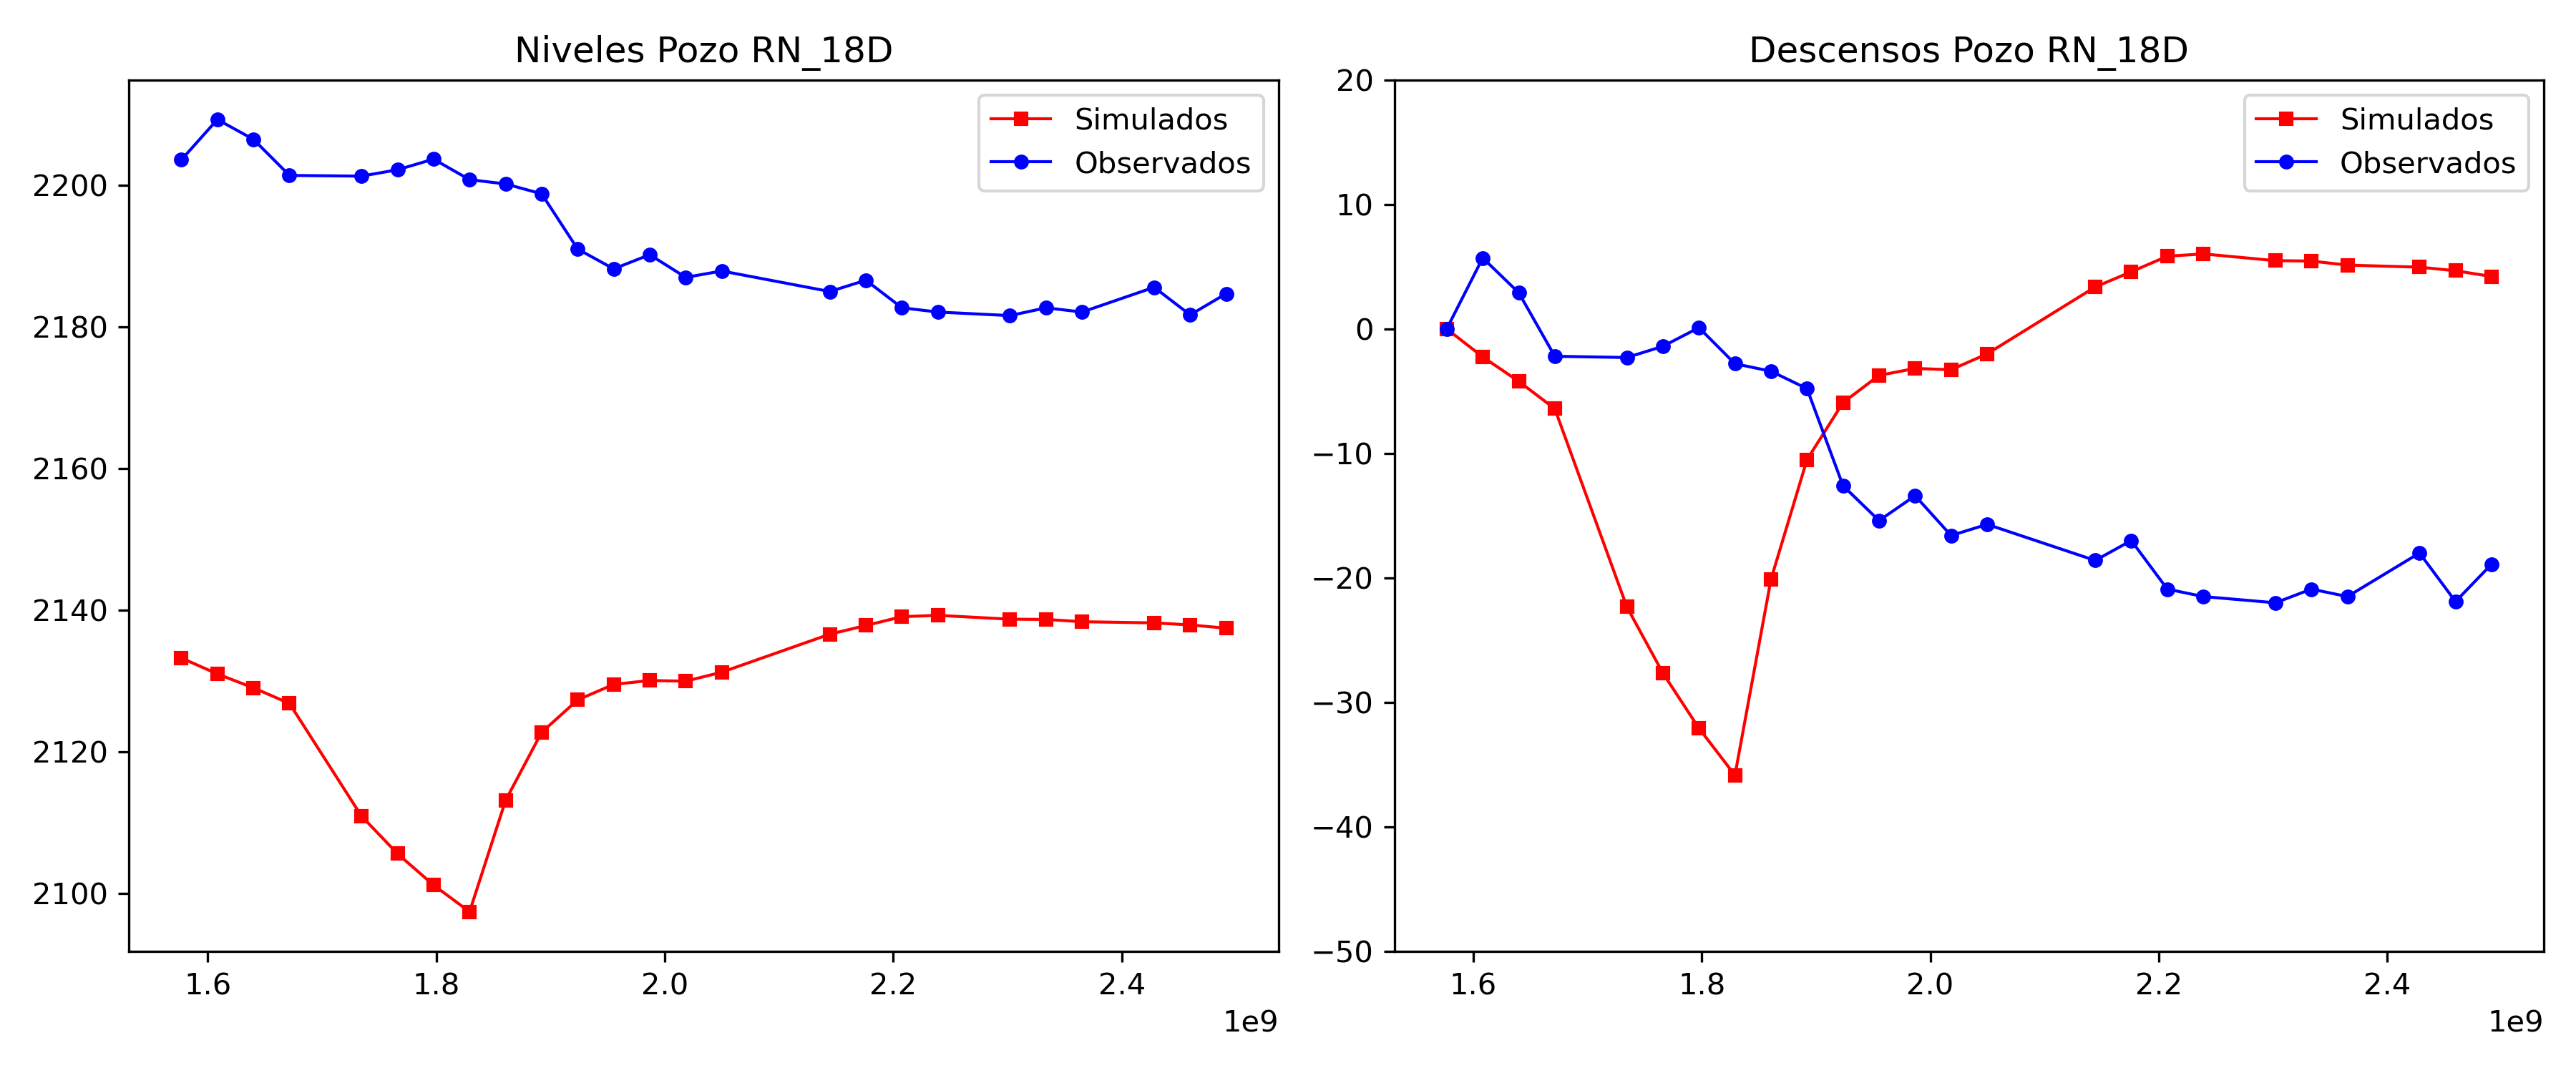 Niveles Pozo RN_18D
Simulados
Observados
2200
2180
2160
2140
2120
2100
1.6 1.8 2.0 2.2 2.4
1e9
Descensos Pozo RN_18D
Simulados
Observados
20
10
0
−10
−20
−30
−40
−50
1.6 1.8 2.0 2.2 2.4
1e9